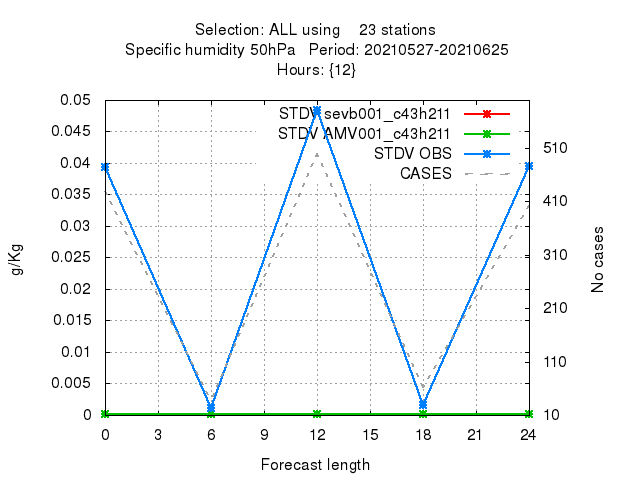 Selection: ALL using    23 stations
Specific humidity 50hPa   Period: 20210527-20210625
Hours: {12}
STDV sevb001_c43h211
STDV AMV001_c43h211
STDV OBS
CASES
0.05
0.045
0.04
0.035
0.03
0.025
0.02
0.015
0.01
0.005
0
g/Kg
510
410
310
210
110
10
No cases
0 3 6 9 12 15 18 21 24
Forecast length